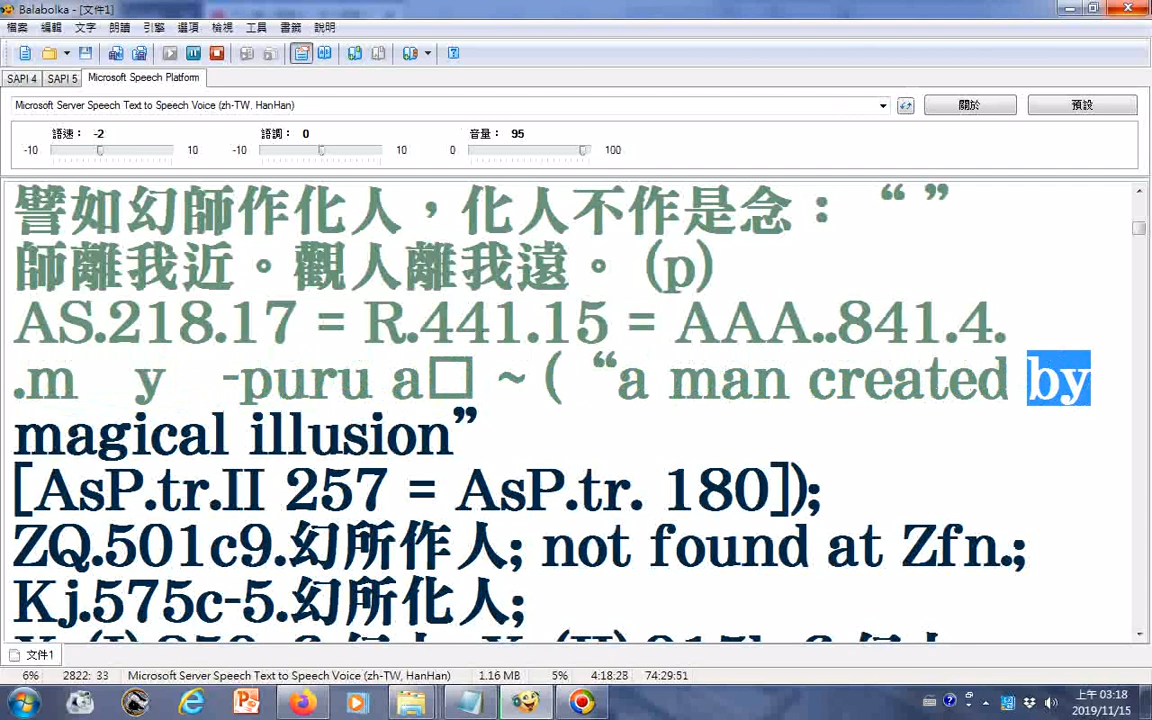 Balabolka - [文件1]
檔案 編輯 文字 朗讀 引擎 選項 檢視 工具 書籤 說明
SAPI 4 SAPI 5 Microsoft Speech Platform
Microsoft Server Speech Text to Speech Voice (zh-TW, HanHan) 關於 預設
語速： -2 語調： 0 音量： 95
-10 10 -10 10 0 100
譬如幻師作化人，化人不作是念：“ ”
師離我近。觀人離我遠。 (p)
AS.218.17 = R.441.15 = AAA..841.4.
.m y -puru a□ ~ ( “a man created by
magical illusion”
[AsP.tr.II 257 = AsP.tr. 180]);
ZQ.501c9.幻所作人; not found at Zfn.;
Kj.575c-5.幻所化人;
文件1
6% 2822: 33 Microsoft Server Speech Text to Speech Voice (zh-TW, HanHan) 1.16 MB 5% 4:18:28 74:29:51
上午 03:18
2019/11/15